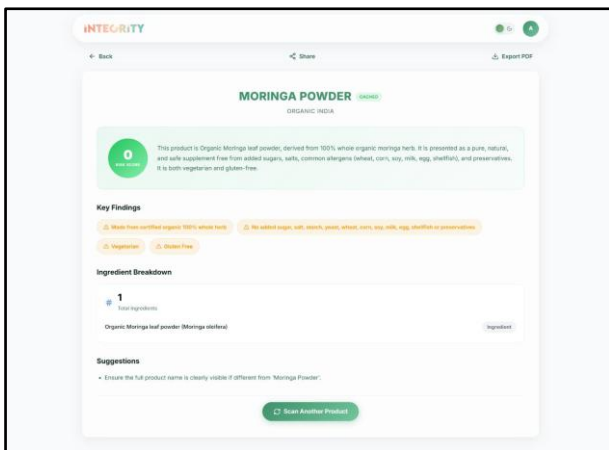 INTEGRITY
A
← Back
Share
Export PDF
MORINGA POWDER CACHED
ORGANIC INDIA
0
RISK SCORE
This product is Organic Moringa leaf powder, derived from 100% whole organic moringa herb. It is presented as a pure, natural,
and safe supplement free from added sugars, salts, common allergens (wheat, corn, soy, milk, egg, shellfish), and preservatives.
It is both vegetarian and gluten-free.
Key Findings
Made from certified organic 100% whole herb
No added sugar, salt, starch, yeast, wheat, corn, soy, milk, egg, shellfish or preservatives
Vegetarian
Gluten Free
Ingredient Breakdown
# 1
Total Ingredients
Organic Moringa leaf powder (Moringa oleifera)
Ingredient
Suggestions
• Ensure the full product name is clearly visible if different from 'Moringa Powder'.
Scan Another Product